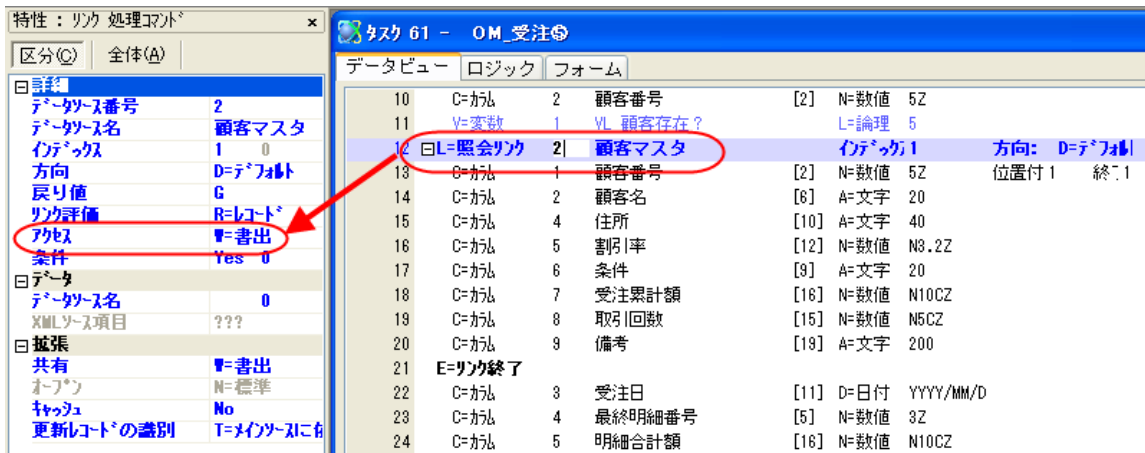 特性 : リンク 処理コマンド ×
区分(C) 全体(A)
詳細
データソース番号 2
データソース名 顧客マスタ
インデックス 1 0
方向 D=デフォルト
戻り値 G
リンク評価 R=レコード
アクセス W=書出
条件 Yes 0
データ
データソース名 0
XMLソース項目 ???
拡張
共有 W=書出
オープン N=標準
キャッシュ No
更新レコードの識別 T=メインソースに
タスク 61 - OM_受注⑤
データビュー ロジック フォーム
10 C=カラム 2 顧客番号 [2] N=数値 5Z
11 V=変数 1 VL 顧客存在? L=論理 5
12 L=照会リンク 2 顧客マスタ インデックス 1 方向: D=デフォル
13 C=カラム 1 顧客番号 [2] N=数値 5Z 位置付 1 終了 1
14 C=カラム 2 顧客名 [6] A=文字 20
15 C=カラム 4 住所 [10] A=文字 40
16 C=カラム 5 割引率 [12] N=数値 N3.2Z
17 C=カラム 6 条件 [9] A=文字 20
18 C=カラム 7 受注累計額 [16] N=数値 N10CZ
19 C=カラム 8 取引回数 [15] N=数値 N5CZ
20 C=カラム 9 備考 [19] A=文字 200
21 E=リンク終了
22 C=カラム 3 受注日 [11] D=日付 YYYY/MM/D
23 C=カラム 4 最終明細番号 [5] N=数値 3Z
24 C=カラム 5 明細合計額 [16] N=数値 N10CZ